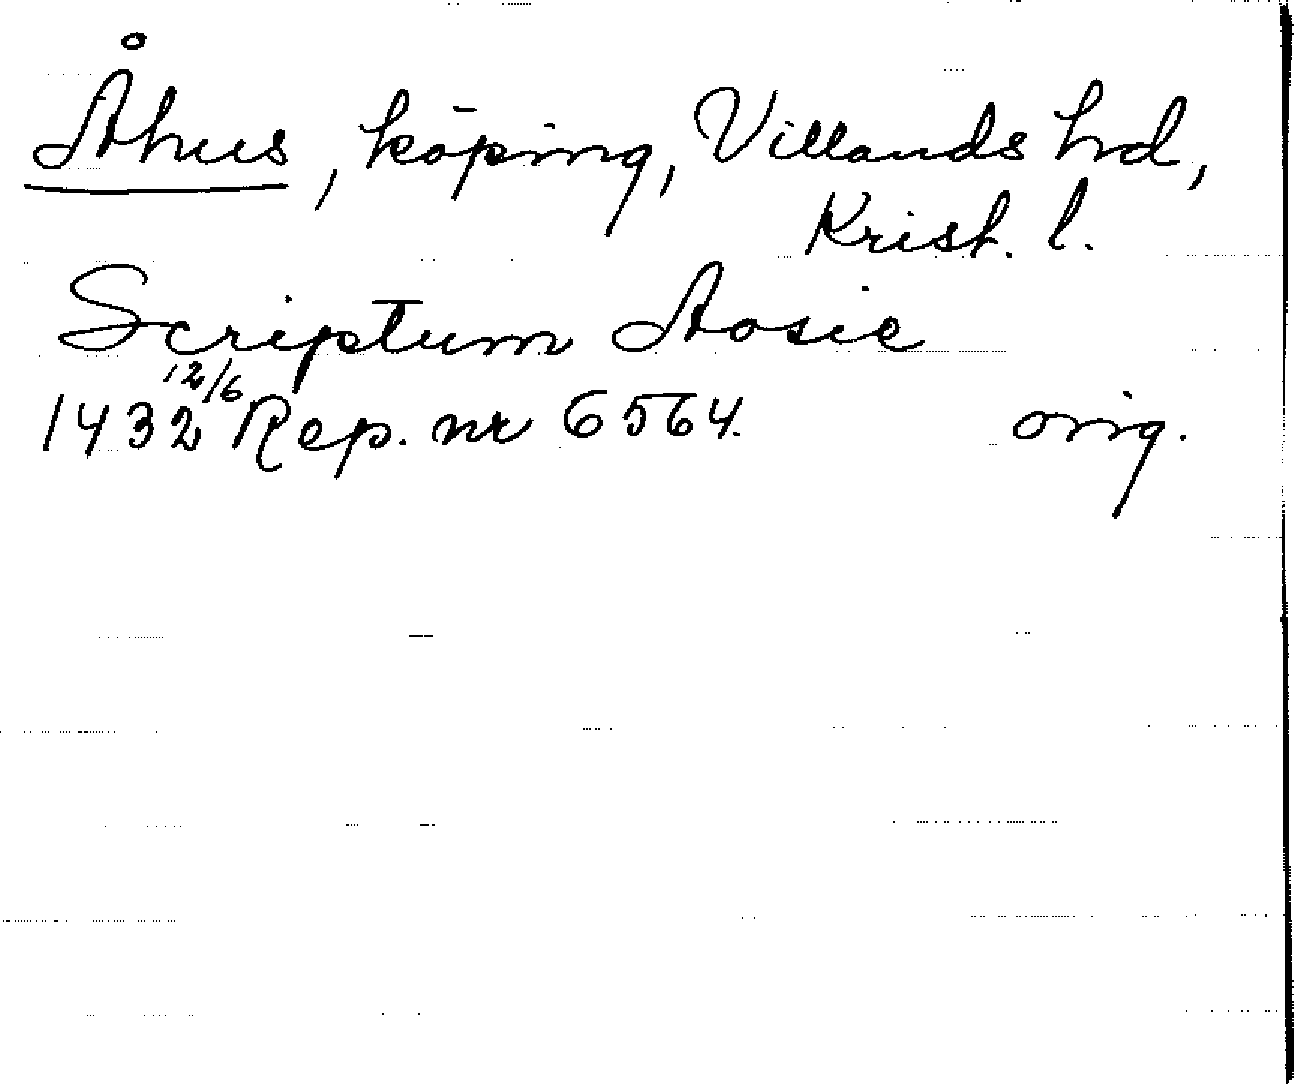 Åhus, köping, Villands hd,
Krist. l.
Scriptum Aosie
1432 12/6 Rep. nr 6564. orig.